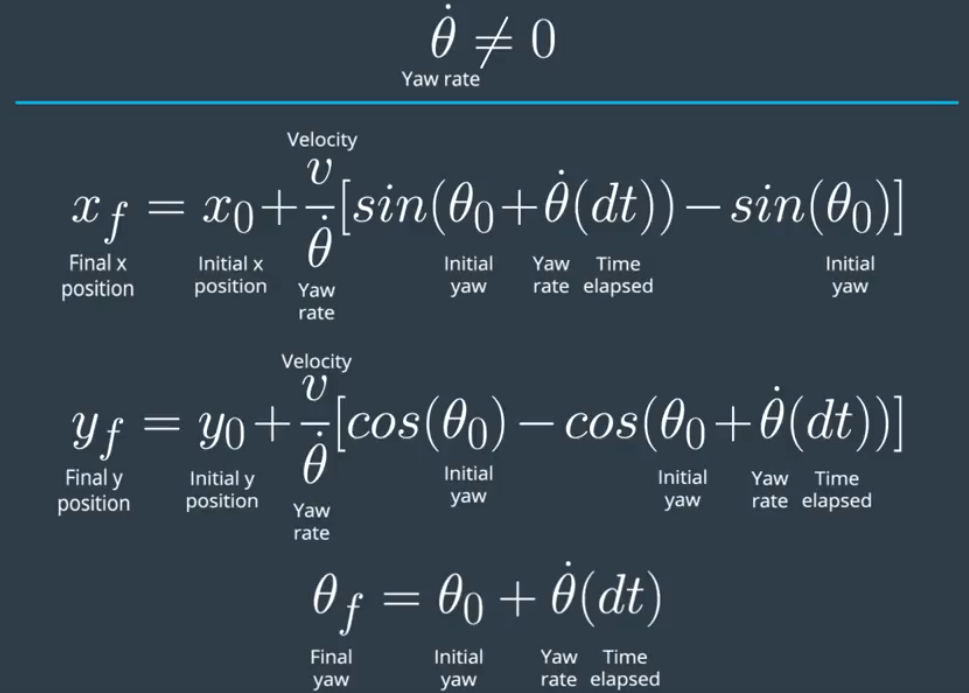 θ̇ ≠ 0
Yaw rate
Velocity
x_f = x_0 + v/θ̇ [sin(θ_0 + θ̇(dt)) − sin(θ_0)]
Final x position
Initial x position
Yaw rate
Initial yaw
Yaw rate
Time elapsed
Initial yaw
Velocity
y_f = y_0 + v/θ̇ [cos(θ_0) − cos(θ_0 + θ̇(dt))]
Final y position
Initial y position
Yaw rate
Initial yaw
Initial yaw
Yaw rate
Time elapsed
θ_f = θ_0 + θ̇(dt)
Final yaw
Initial yaw
Yaw rate
Time elapsed